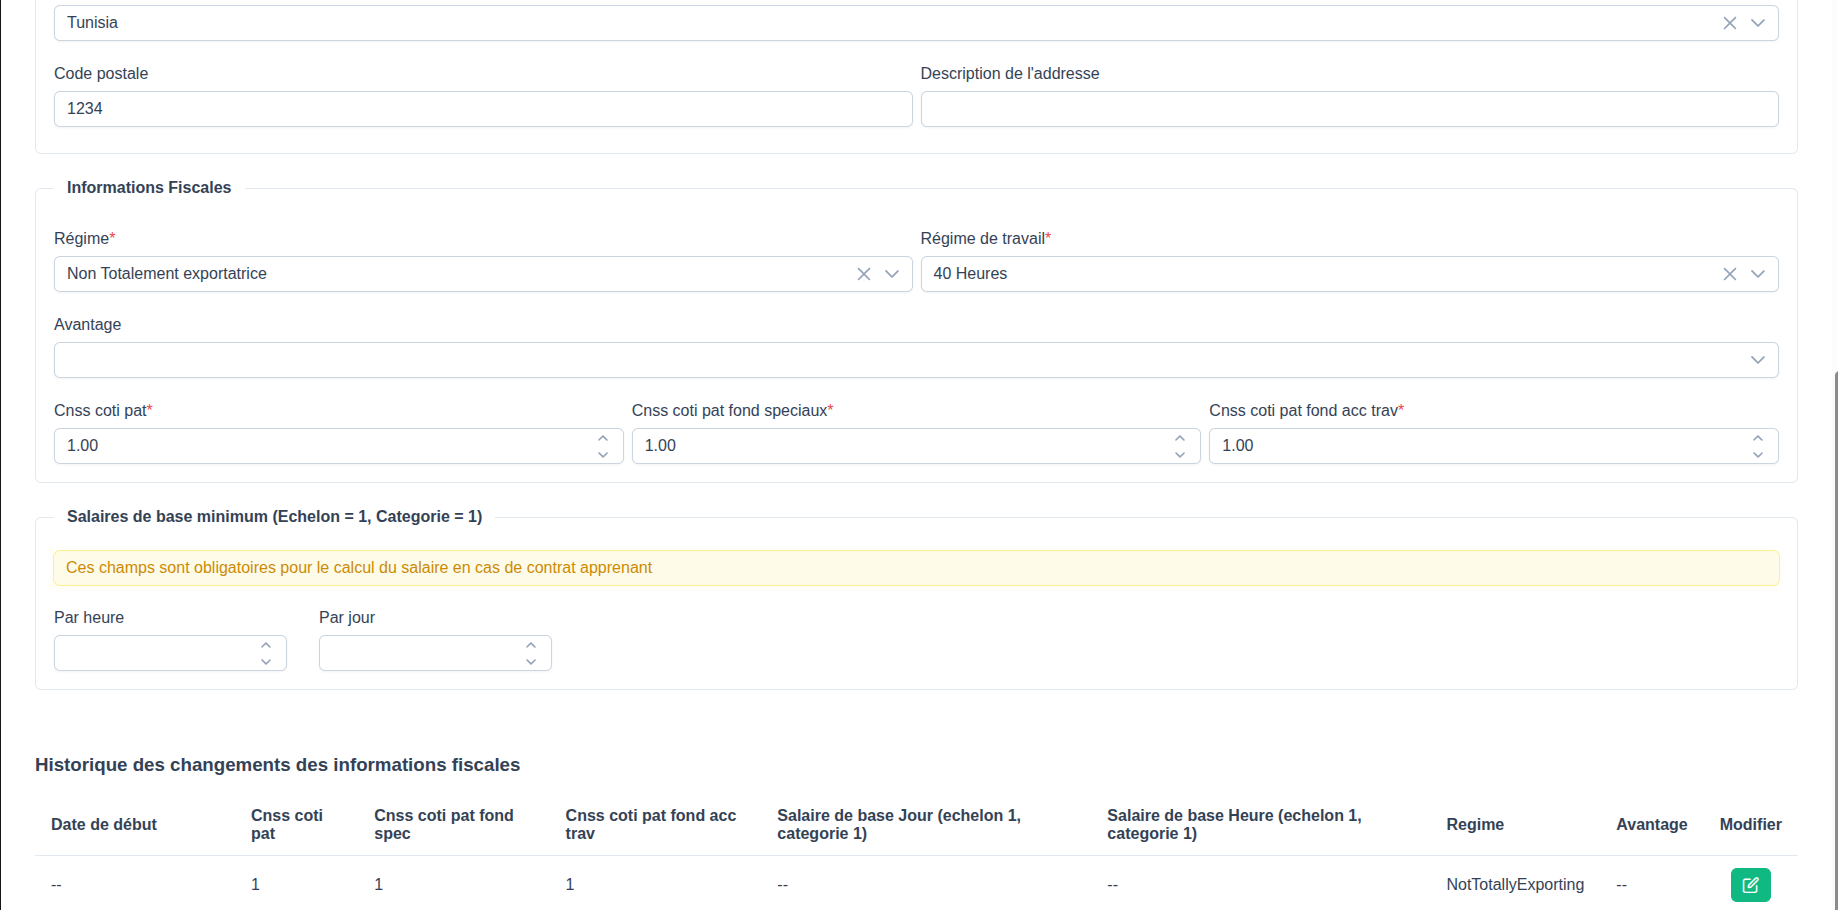 Tunisia
Code postale
Description de l'addresse
1234
Informations Fiscales
Régime*
Régime de travail*
Non Totalement exportatrice
40 Heures
Avantage
Cnss coti pat*
Cnss coti pat fond speciaux*
Cnss coti pat fond acc trav*
1.00
1.00
1.00
Salaires de base minimum (Echelon = 1, Categorie = 1)
Ces champs sont obligatoires pour le calcul du salaire en cas de contrat apprenant
Par heure
Par jour
Historique des changements des informations fiscales
Date de début
Cnss coti
pat
Cnss coti pat fond
spec
Cnss coti pat fond acc
trav
Salaire de base Jour (echelon 1,
categorie 1)
Salaire de base Heure (echelon 1,
categorie 1)
Regime
Avantage
Modifier
--
1
1
1
--
--
NotTotallyExporting
--